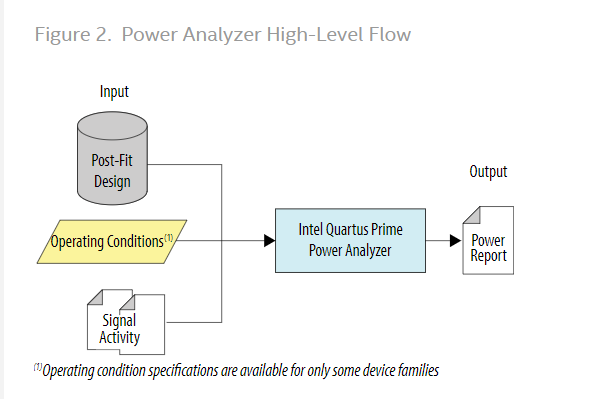 Figure 2. Power Analyzer High-Level Flow
Input
Post-Fit
Design
Operating Conditions(1)
Signal
Activity
Intel Quartus Prime
Power Analyzer
Output
Power
Report
(1)Operating condition specifications are available for only some device families